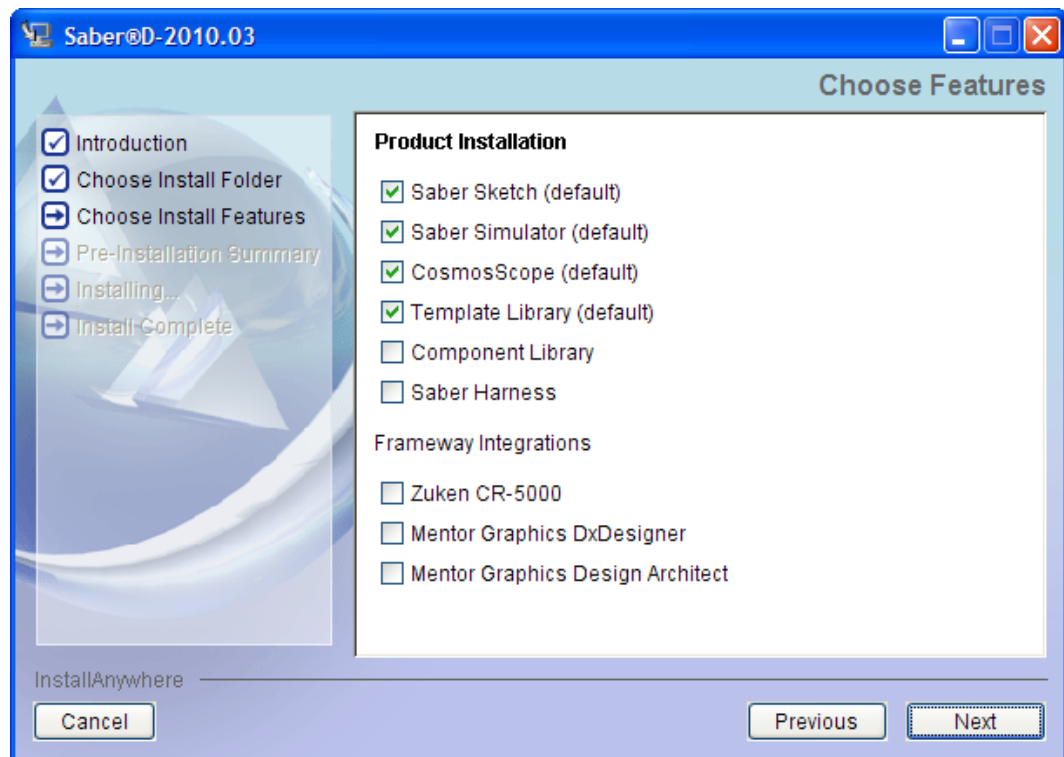 Saber®D-2010.03
Choose Features
Introduction
Choose Install Folder
Choose Install Features
Pre-Installation Summary
Installing...
Install Complete
Product Installation
Saber Sketch (default)
Saber Simulator (default)
CosmosScope (default)
Template Library (default)
Component Library
Saber Harness
Frameway Integrations
Zuken CR-5000
Mentor Graphics DxDesigner
Mentor Graphics Design Architect
InstallAnywhere
Cancel
Previous
Next